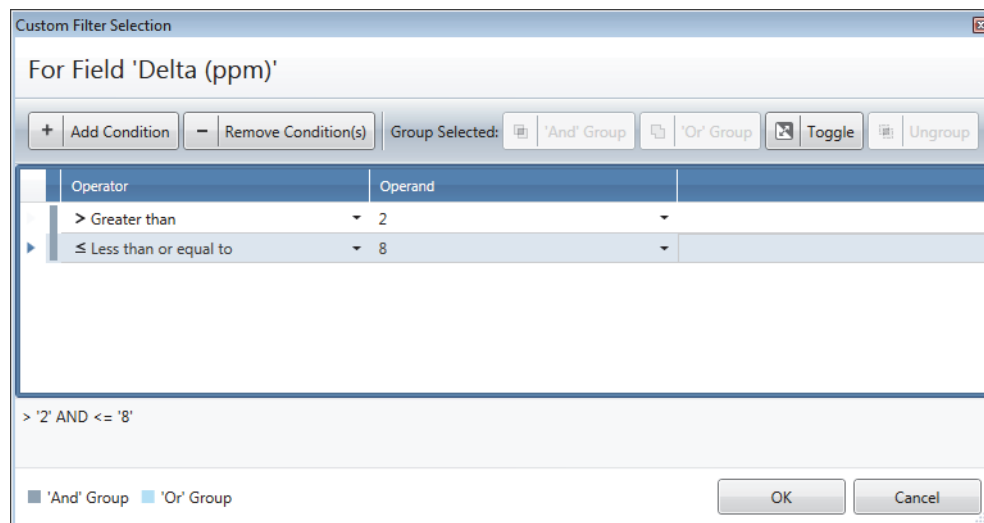 Custom Filter Selection
For Field 'Delta (ppm)'
+ Add Condition − Remove Condition(s) Group Selected: 'And' Group 'Or' Group Toggle Ungroup
Operator Operand
> Greater than 2
≤ Less than or equal to 8
> '2' AND <= '8'
'And' Group 'Or' Group OK Cancel